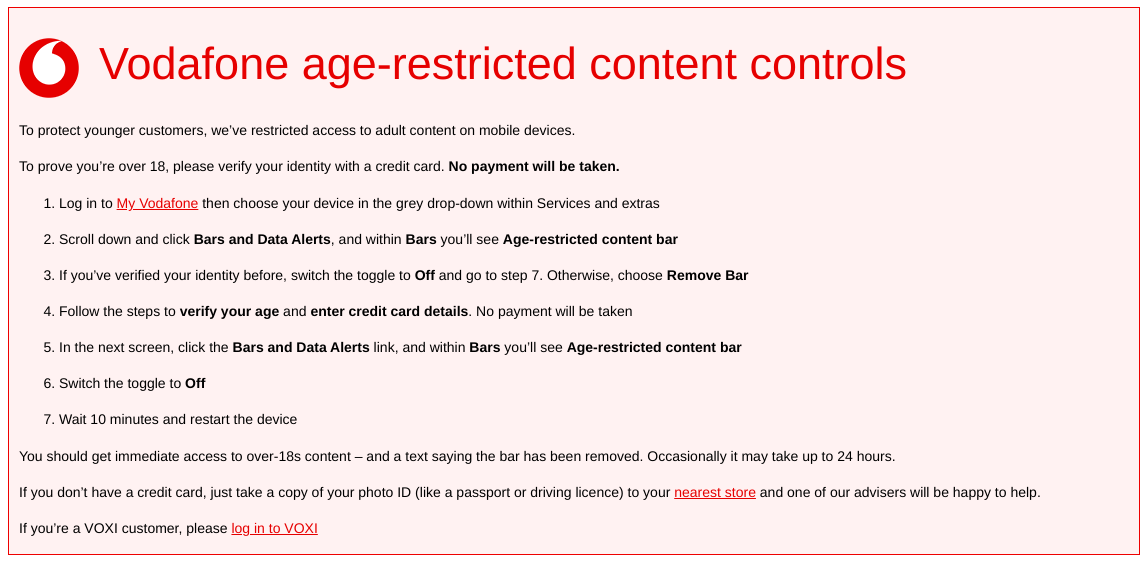 Vodafone age-restricted content controls
To protect younger customers, we’ve restricted access to adult content on mobile devices.
To prove you’re over 18, please verify your identity with a credit card. No payment will be taken.
1. Log in to My Vodafone then choose your device in the grey drop-down within Services and extras
2. Scroll down and click Bars and Data Alerts, and within Bars you’ll see Age-restricted content bar
3. If you’ve verified your identity before, switch the toggle to Off and go to step 7. Otherwise, choose Remove Bar
4. Follow the steps to verify your age and enter credit card details. No payment will be taken
5. In the next screen, click the Bars and Data Alerts link, and within Bars you’ll see Age-restricted content bar
6. Switch the toggle to Off
7. Wait 10 minutes and restart the device
You should get immediate access to over-18s content – and a text saying the bar has been removed. Occasionally it may take up to 24 hours.
If you don’t have a credit card, just take a copy of your photo ID (like a passport or driving licence) to your nearest store and one of our advisers will be happy to help.
If you’re a VOXI customer, please log in to VOXI